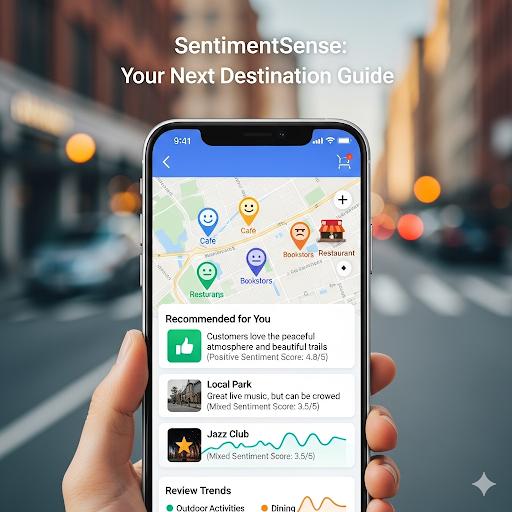 SentimentSense:
Your Next Destination Guide
9:41
Café
Café
Bookstors
Restaurant
Bookstors
Resturans
Recommended for You
Customers love the peaceful
atmosphere and beautiful trails
(Positive Sentiment Score: 4.8/5)
Local Park
Great live music, but can be crowded
(Mixed Sentiment Score: 3.5/5)
Jazz Club
(Mixed Sentiment Score: 3.5/5)
Review Trends
Outdoor Activities
Dining